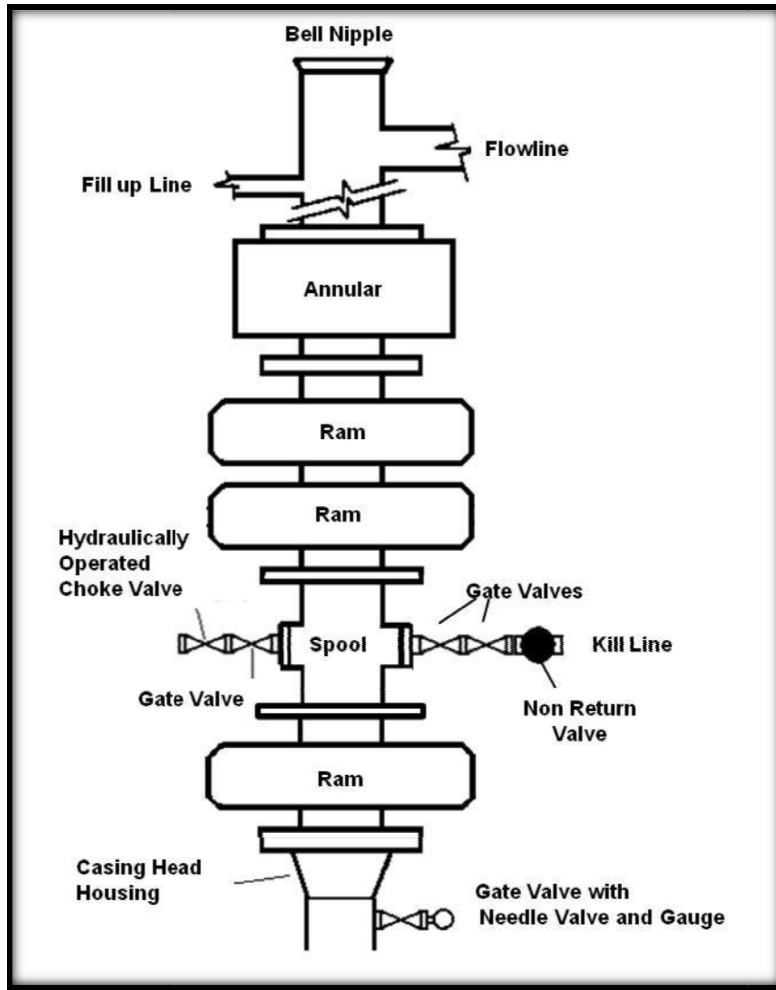 Bell Nipple
Flowline
Fill up Line
Annular
Ram
Ram
Hydraulically
Operated
Choke Valve
Gate Valves
Spool
Kill Line
Gate Valve
Non Return
Valve
Ram
Casing Head
Housing
Gate Valve with
Needle Valve and Gauge